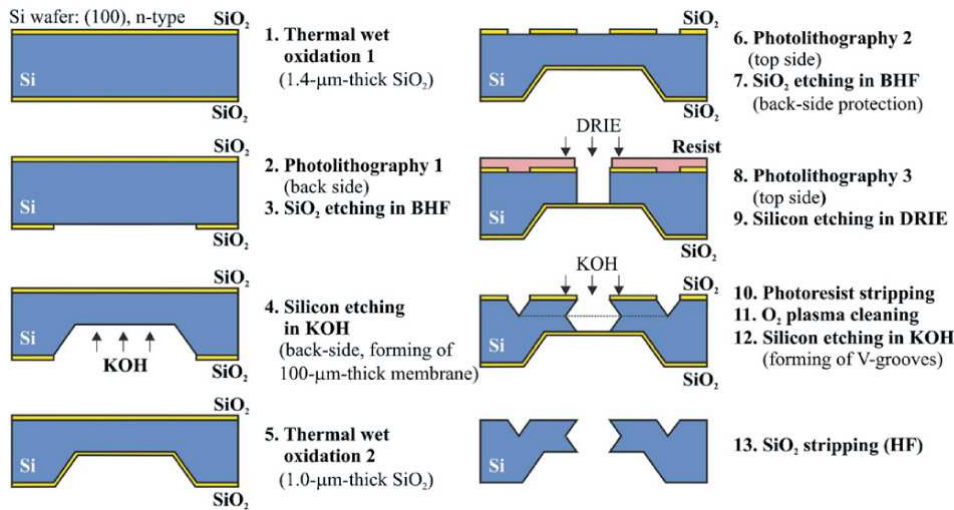 Si wafer: (100), n-type
SiO₂
Si
SiO₂
1. Thermal wet
oxidation 1
(1.4-μm-thick SiO₂)
Si
SiO₂
2. Photolithography 1
(back side)
3. SiO₂ etching in BHF
SiO₂
Si
KOH
SiO₂
4. Silicon etching
in KOH
(back-side, forming of
100-μm-thick membrane)
SiO₂
Si
SiO₂
5. Thermal wet
oxidation 2
(1.0-μm-thick SiO₂)
SiO₂
Si
SiO₂
6. Photolithography 2
(top side)
7. SiO₂ etching in BHF
(back-side protection)
DRIE
Resist
Si
SiO₂
8. Photolithography 3
(top side)
9. Silicon etching in DRIE
KOH
SiO₂
Si
SiO₂
10. Photoresist stripping
11. O₂ plasma cleaning
12. Silicon etching in KOH
(forming of V-grooves)
Si
13. SiO₂ stripping (HF)